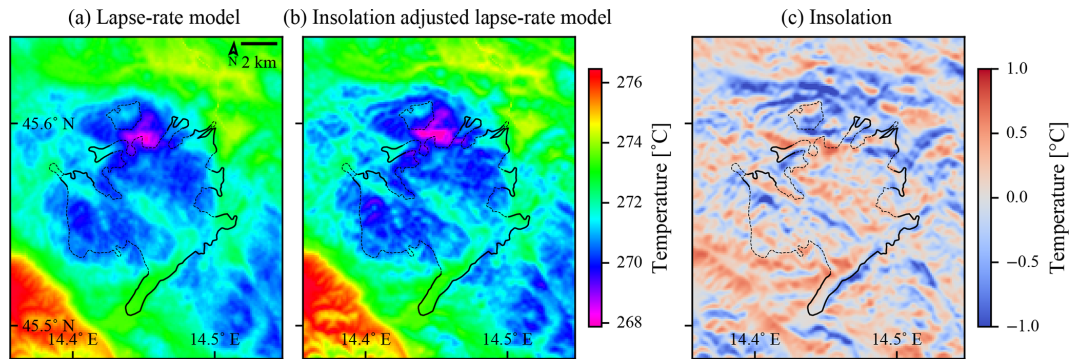 (a) Lapse-rate model
(b) Insolation adjusted lapse-rate model
(c) Insolation
N
2 km
45.6° N
45.5° N
14.4° E
14.5° E
14.4° E
14.5° E
276
274
272
270
268
Temperature [°C]
14.4° E
14.5° E
1.0
0.5
0.0
−0.5
−1.0
Temperature [°C]